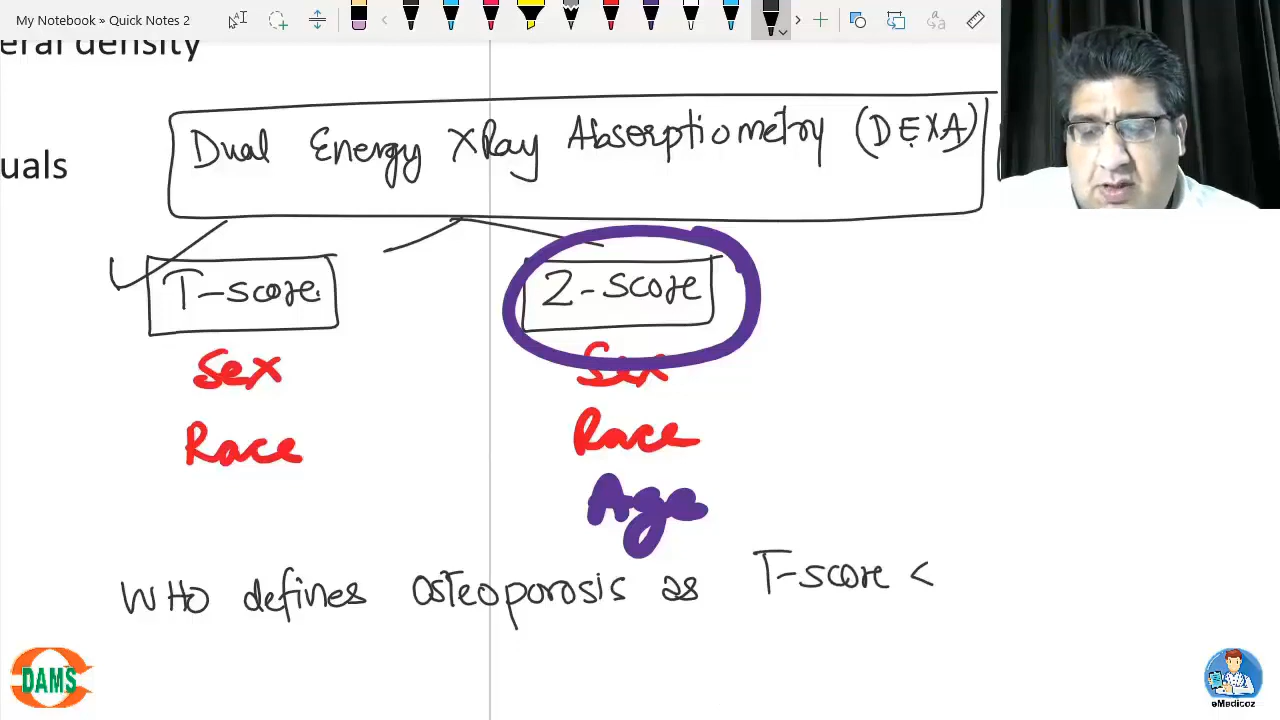 My Notebook » Quick Notes 2
eral density
Dual Energy XRay Absorptiometry (DEXA)
uals
T-score Z-score
Sex Sex
Race Race
Age
WHO defines Osteoporosis as T-score <
DAMS
eMedicoz